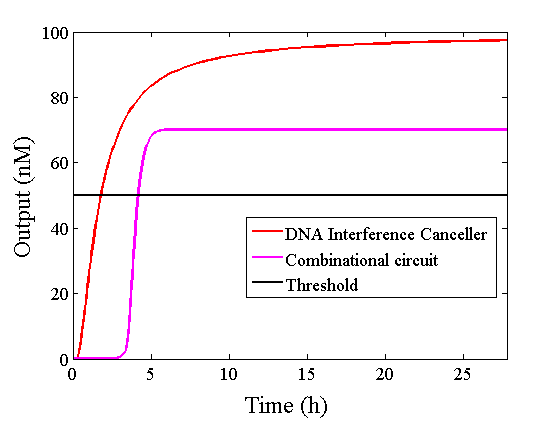 100
80
60
40
20
0
Output (nM)
DNA Interference Canceller
Combinational circuit
Threshold
0 5 10 15 20 25
Time (h)